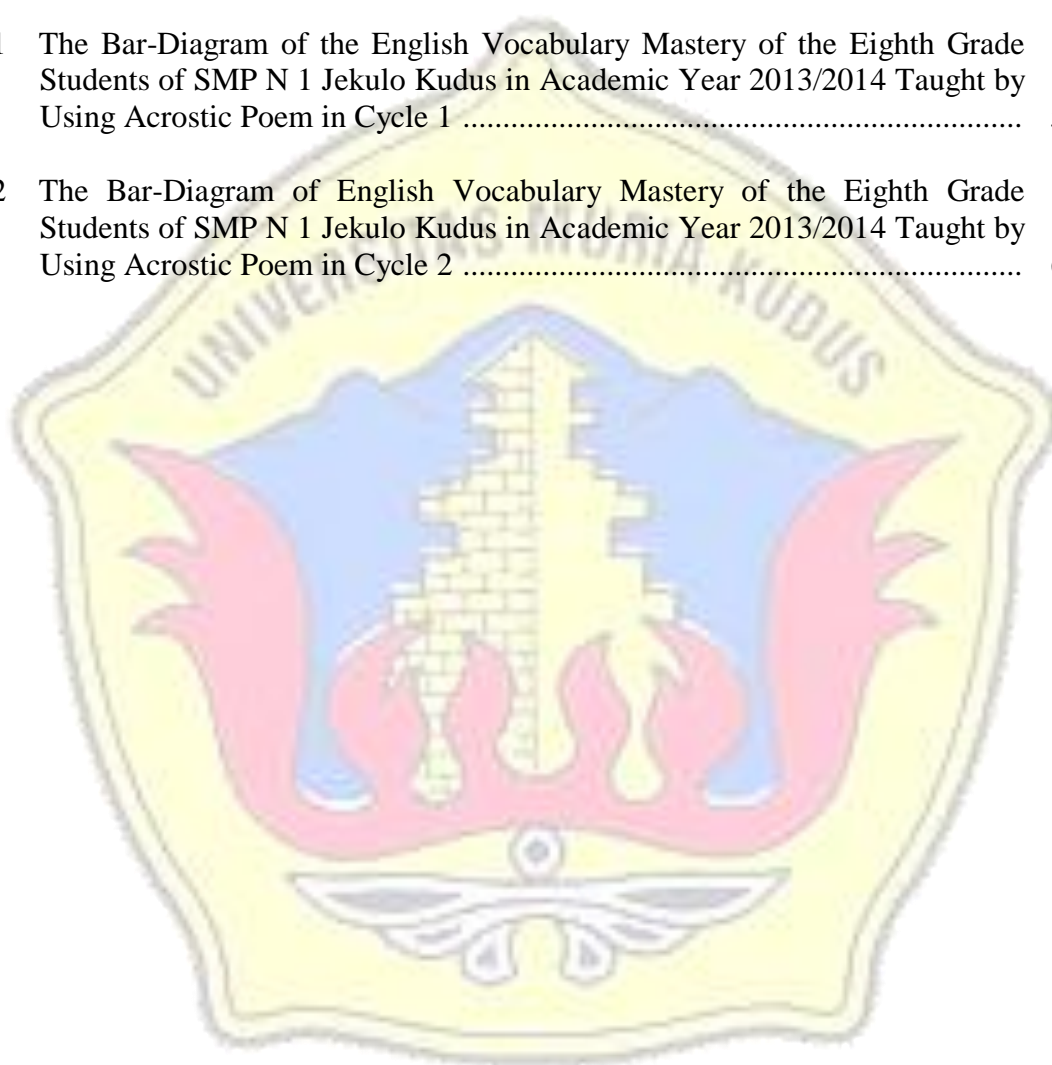 1 The Bar-Diagram of the English Vocabulary Mastery of the Eighth Grade
Students of SMP N 1 Jekulo Kudus in Academic Year 2013/2014 Taught by
Using Acrostic Poem in Cycle 1 ...............................................................
2 The Bar-Diagram of English Vocabulary Mastery of the Eighth Grade
Students of SMP N 1 Jekulo Kudus in Academic Year 2013/2014 Taught by
Using Acrostic Poem in Cycle 2 ...............................................................
UNIVERSITAS MURIA KUDUS